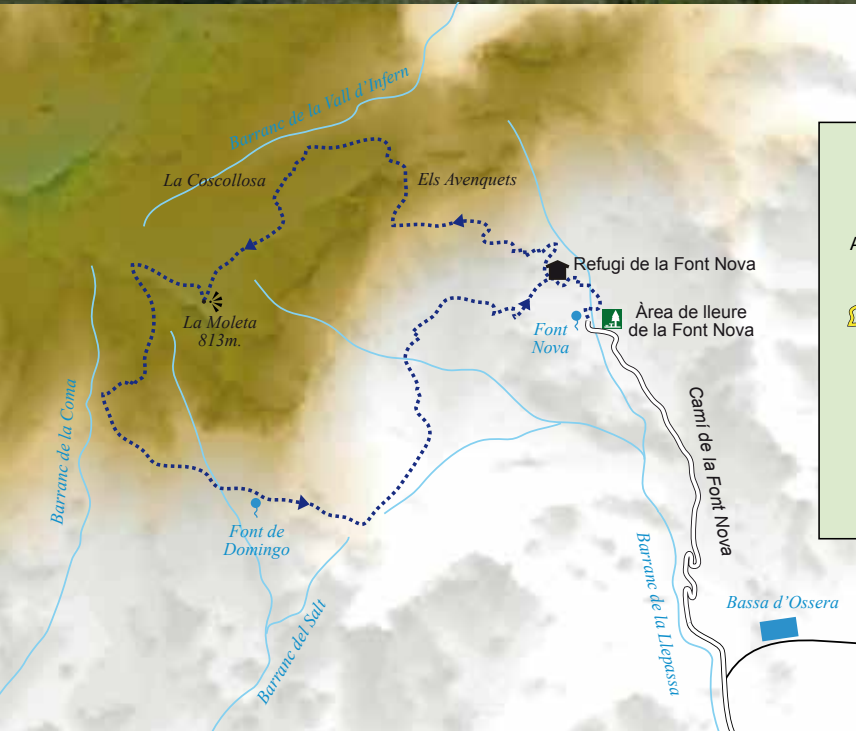 Barranc de la Vall d’Infern
La Coscollosa
Els Avenquets
A
Refugi de la Font Nova
Àrea de lleure
de la Font Nova
La Moleta
813m.
Font
Nova
Camí de la Font Nova
Barranc de la Coma
Font de
Domingo
Barranc del Salt
Barranc de la Llepassa
Bassa d’Ossera